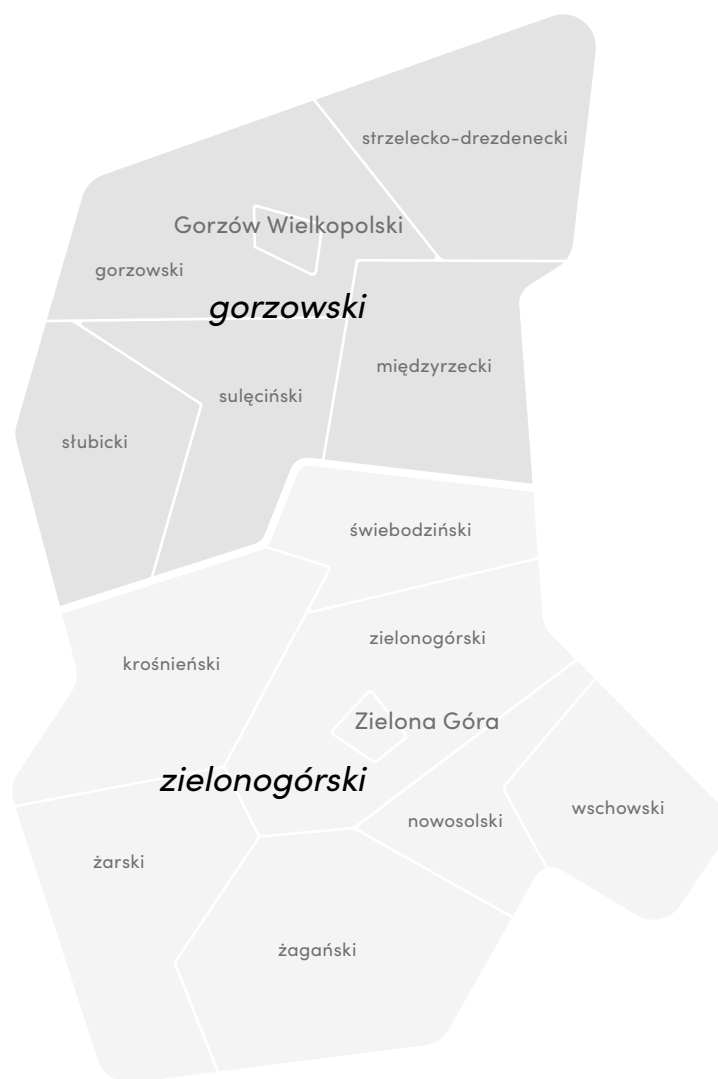 strzelecko-drezdenecki
Gorzów Wielkopolski
gorzowski
gorzowski
międzyrzecki
sulęciński
słubicki
świebodziński
zielonogórski
krośnieński
Zielona Góra
zielonogórski
wschowski
nowosolski
żarski
żagański